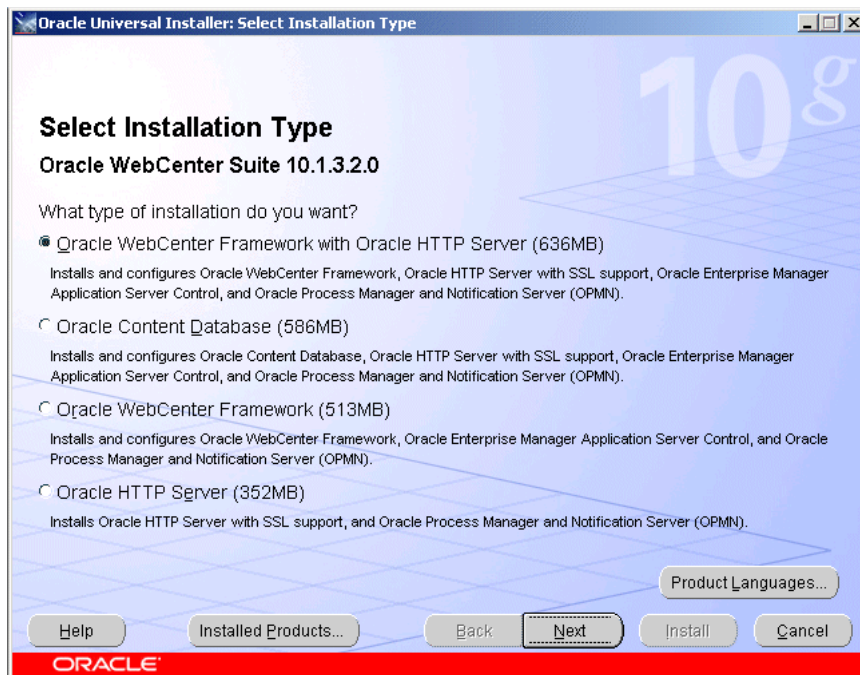 Oracle Universal Installer: Select Installation Type
10g
Select Installation Type
Oracle WebCenter Suite 10.1.3.2.0
What type of installation do you want?
Oracle WebCenter Framework with Oracle HTTP Server (636MB)
Installs and configures Oracle WebCenter Framework, Oracle HTTP Server with SSL support, Oracle Enterprise Manager
Application Server Control, and Oracle Process Manager and Notification Server (OPMN).
Oracle Content Database (586MB)
Installs and configures Oracle Content Database, Oracle HTTP Server with SSL support, Oracle Enterprise Manager
Application Server Control, and Oracle Process Manager and Notification Server (OPMN).
Oracle WebCenter Framework (513MB)
Installs and configures Oracle WebCenter Framework, Oracle Enterprise Manager Application Server Control, and Oracle
Process Manager and Notification Server (OPMN).
Oracle HTTP Server (352MB)
Installs Oracle HTTP Server with SSL support, and Oracle Process Manager and Notification Server (OPMN).
Product Languages...
Help Installed Products... Back Next Install Cancel
ORACLE